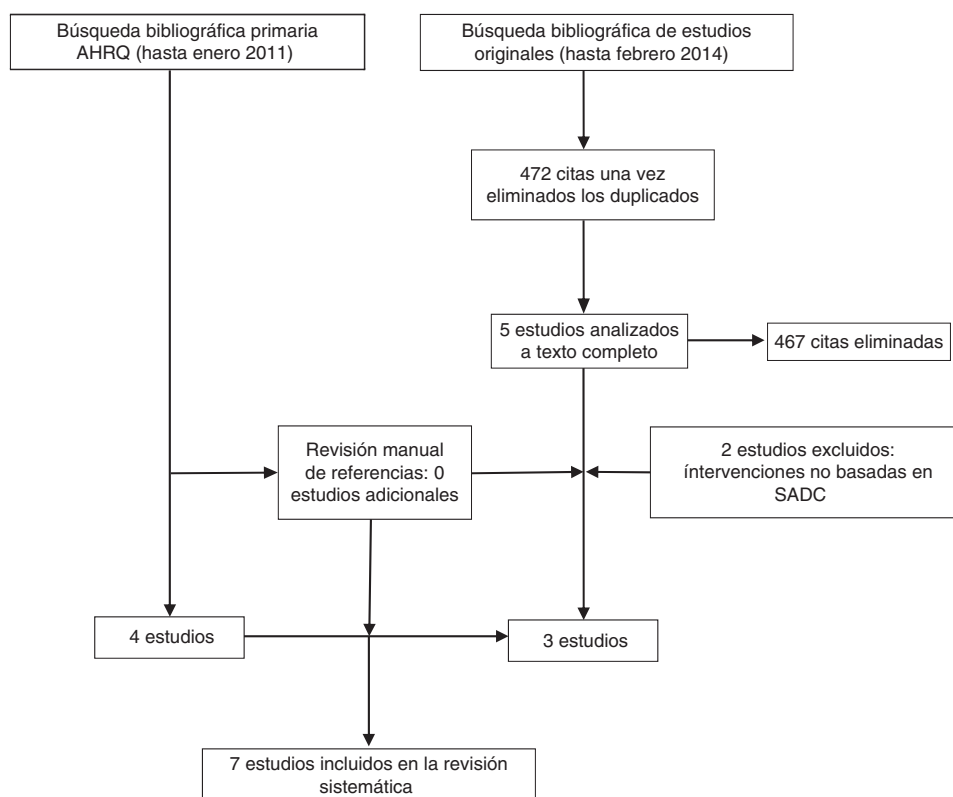 Búsqueda bibliográfica primaria
AHRQ (hasta enero 2011)
Búsqueda bibliográfica de estudios
originales (hasta febrero 2014)
472 citas una vez
eliminados los duplicados
5 estudios analizados
a texto completo
467 citas eliminadas
Revisión manual
de referencias: 0
estudios adicionales
2 estudios excluidos:
íntervenciones no basadas en
SADC
4 estudios
3 estudios
7 estudios incluidos en la revisión
sistemática